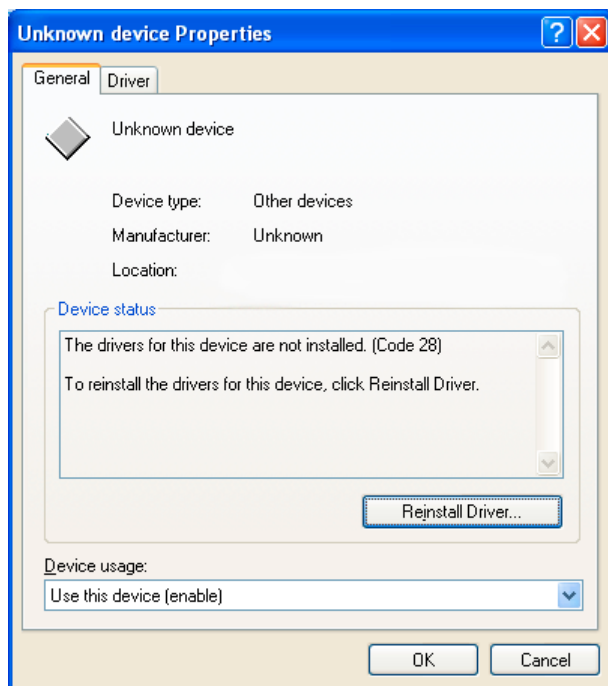 Unknown device Properties
General Driver
Unknown device
Device type: Other devices
Manufacturer: Unknown
Location:
Device status
The drivers for this device are not installed. (Code 28)
To reinstall the drivers for this device, click Reinstall Driver.
Reinstall Driver...
Device usage:
Use this device (enable)
OK Cancel